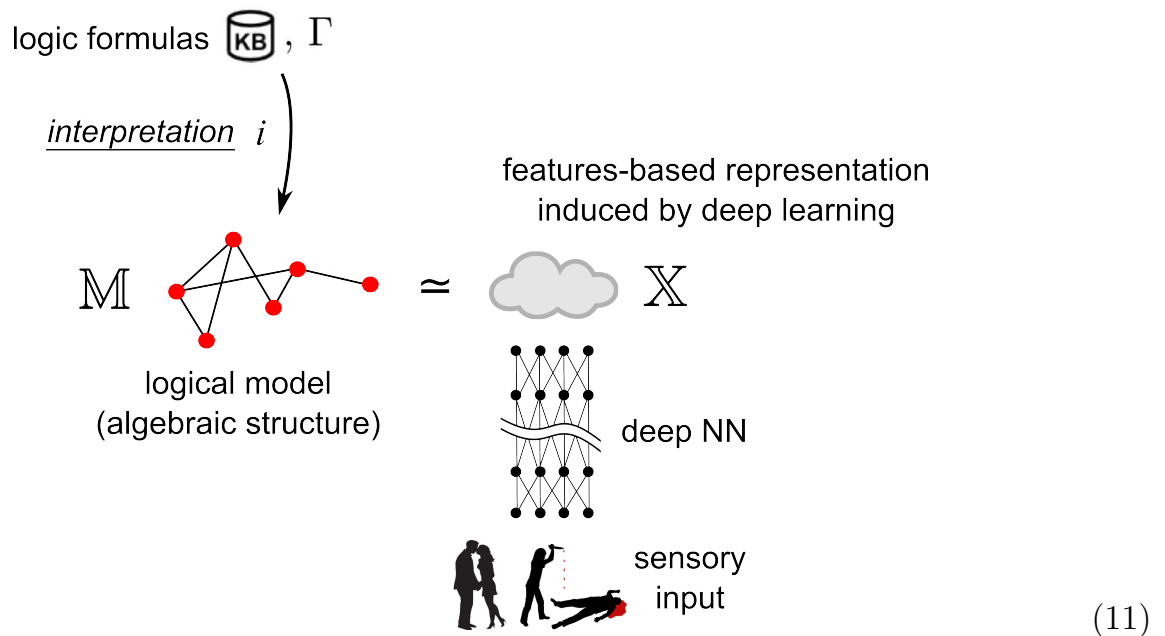 logic formulas KB , Γ
interpretation i
features-based representation
induced by deep learning
𝕄 ≃ 𝕏
logical model
(algebraic structure)
deep NN
sensory
input
(11)